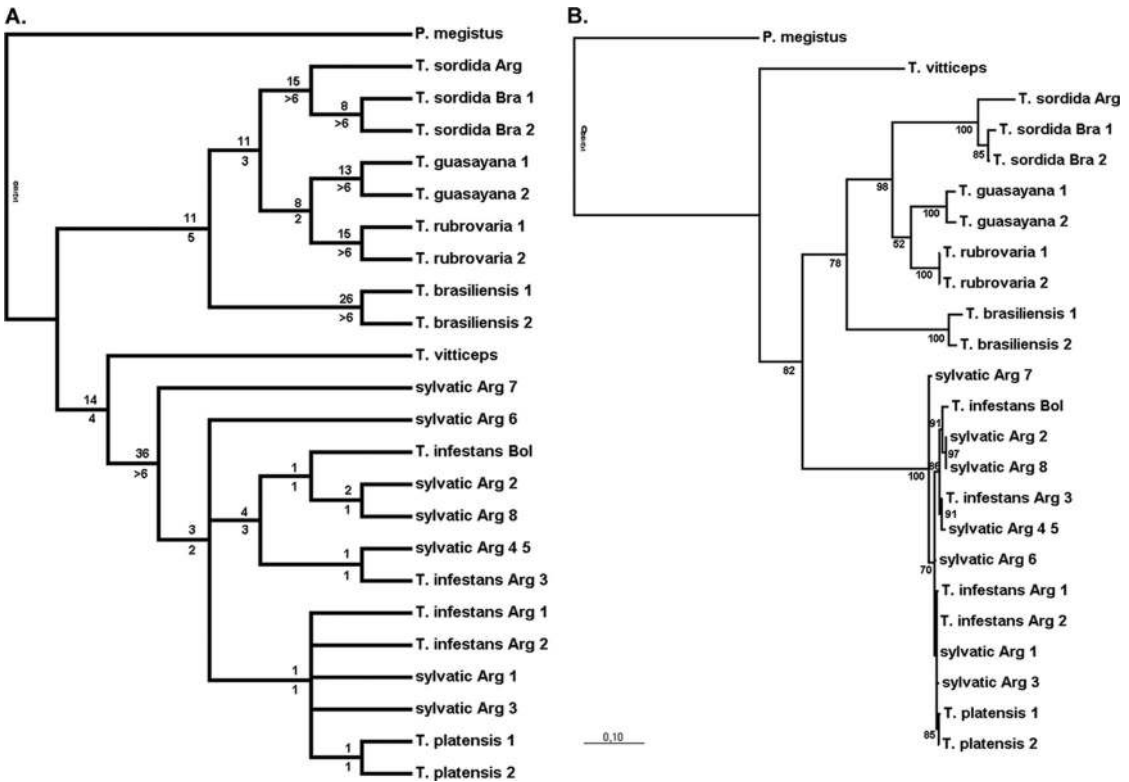 A.
P. megistus
T. sordida Arg
15
>6
T. sordida Bra 1
8
>6
T. sordida Bra 2
11
3
T. guasayana 1
13
>6
T. guasayana 2
8
2
T. rubrovaria 1
15
>6
T. rubrovaria 2
11
5
T. brasiliensis 1
26
>6
T. brasiliensis 2
T. vitticeps
14
4
sylvatic Arg 7
sylvatic Arg 6
36
>6
T. infestans Bol
1
1
sylvatic Arg 2
2
1
sylvatic Arg 8
4
3
3
2
sylvatic Arg 4 5
1
1
T. infestans Arg 3
T. infestans Arg 1
T. infestans Arg 2
1
1
sylvatic Arg 1
sylvatic Arg 3
T. platensis 1
1
1
T. platensis 2
B.
P. megistus
T. vitticeps
T. sordida Arg
100
T. sordida Bra 1
85
T. sordida Bra 2
98
T. guasayana 1
100
T. guasayana 2
52
T. rubrovaria 1
100
T. rubrovaria 2
78
T. brasiliensis 1
100
T. brasiliensis 2
82
sylvatic Arg 7
T. infestans Bol
91
sylvatic Arg 2
97
sylvatic Arg 8
86
100
T. infestans Arg 3
91
sylvatic Arg 4 5
sylvatic Arg 6
70
T. infestans Arg 1
T. infestans Arg 2
sylvatic Arg 1
sylvatic Arg 3
T. platensis 1
85
T. platensis 2
0,10